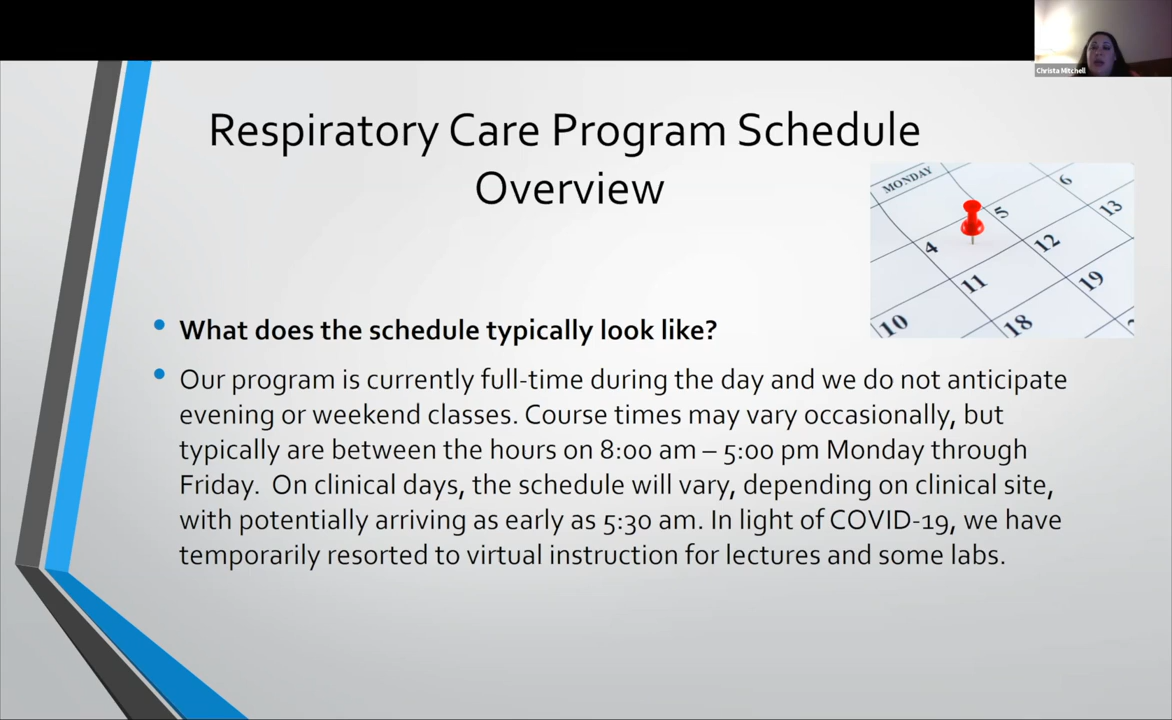 Christa Mitchell
Respiratory Care Program Schedule
Overview
MONDAY
4
5
6
10
11
12
13
18
19
What does the schedule typically look like?
Our program is currently full-time during the day and we do not anticipate
evening or weekend classes. Course times may vary occasionally, but
typically are between the hours on 8:00 am – 5:00 pm Monday through
Friday.  On clinical days, the schedule will vary, depending on clinical site,
with potentially arriving as early as 5:30 am. In light of COVID-19, we have
temporarily resorted to virtual instruction for lectures and some labs.